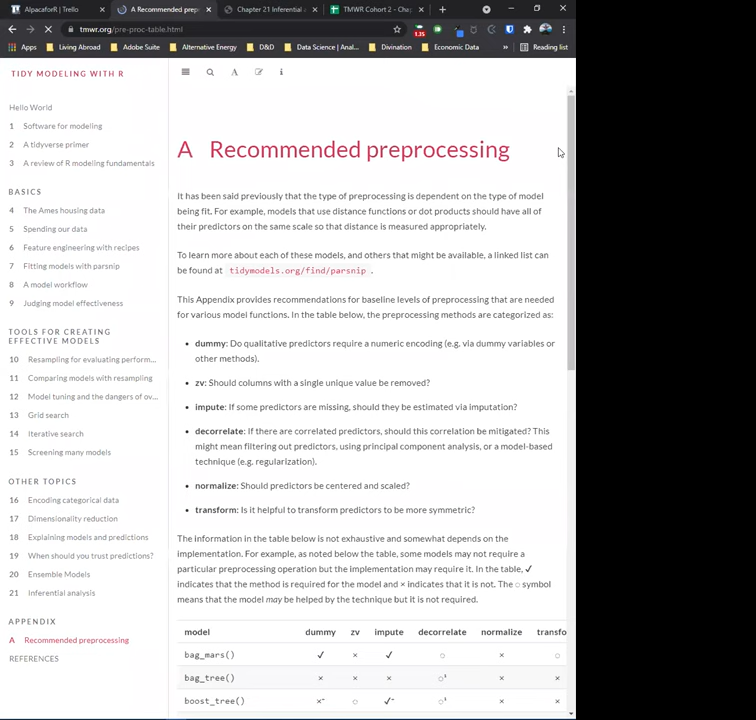 AlpacaforR | Trello
A Recommended prepr
Chapter 21 Inferential a
TMWR Cohort 2 - Cha
tmwr.org/pre-proc-table.html
1.25
Apps
Living Abroad
Adobe Suite
Alternative Energy
D&D
Data Science | Anal...
Divination
Economic Data
Reading list
TIDY MODELING WITH R
Hello World
1 Software for modeling
2 A tidyverse primer
3 A review of R modeling fundamentals
BASICS
4 The Ames housing data
5 Spending our data
6 Feature engineering with recipes
7 Fitting models with parsnip
8 A model workflow
9 Judging model effectiveness
TOOLS FOR CREATING
EFFECTIVE MODELS
10 Resampling for evaluating perform...
11 Comparing models with resampling
12 Model tuning and the dangers of ov...
13 Grid search
14 Iterative search
15 Screening many models
OTHER TOPICS
16 Encoding categorical data
17 Dimensionality reduction
18 Explaining models and predictions
19 When should you trust predictions?
20 Ensemble Models
21 Inferential analysis
APPENDIX
A Recommended preprocessing
REFERENCES
A Recommended preprocessing
It has been said previously that the type of preprocessing is dependent on the type of model
being fit. For example, models that use distance functions or dot products should have all of
their predictors on the same scale so that distance is measured appropriately.
To learn more about each of these models, and others that might be available, a linked list can
be found at tidymodels.org/find/parsnip .
This Appendix provides recommendations for baseline levels of preprocessing that are needed
for various model functions. In the table below, the preprocessing methods are categorized as:
• dummy: Do qualitative predictors require a numeric encoding (e.g. via dummy variables or
other methods).
• zv: Should columns with a single unique value be removed?
• impute: If some predictors are missing, should they be estimated via imputation?
• decorrelate: If there are correlated predictors, should this correlation be mitigated? This
might mean filtering out predictors, using principal component analysis, or a model-based
technique (e.g. regularization).
• normalize: Should predictors be centered and scaled?
• transform: Is it helpful to transform predictors to be more symmetric?
The information in the table below is not exhaustive and somewhat depends on the
implementation. For example, as noted below the table, some models may not require a
particular preprocessing operation but the implementation may require it. In the table, ✓
indicates that the method is required for the model and × indicates that it is not. The ◌ symbol
means that the model may be helped by the technique but it is not required.
model dummy zv impute decorrelate normalize transfo
bag_mars() ✓ × ✓ ◌ × ◌
bag_tree() × × × ◌¹ × ×
boost_tree() ×⁺ ◌ ✓⁺ ◌¹ × ×